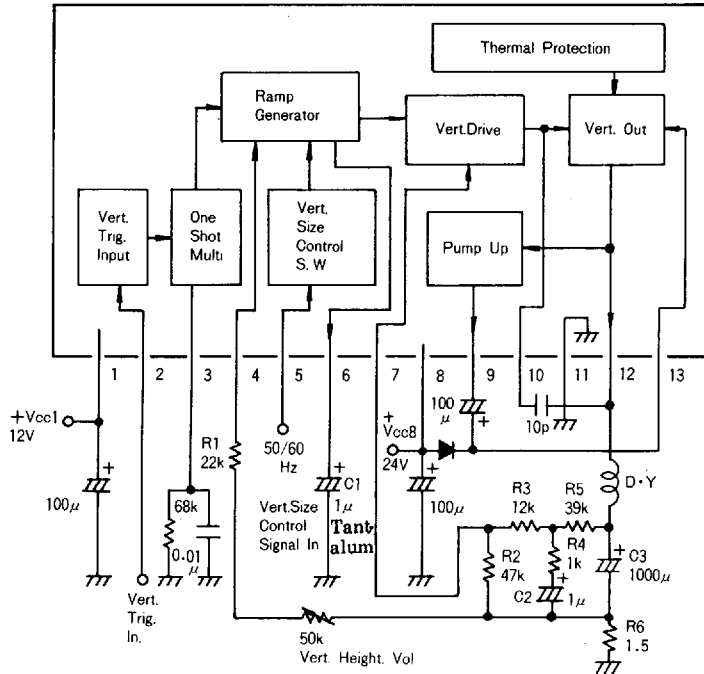 Thermal Protection
Ramp
Generator
Vert.Drive
Vert. Out
Vert.
Trig.
Input
One
Shot
Multi
Vert.
Size
Control
S. W
Pump Up
1
2
3
4
5
6
7
8
9
10
11
12
13
+Vcc1
12V
+
100μ
68k
0.01
μ
Vert.
Trig.
In.
R1
22k
50/60
Hz
Vert.Size
Control
Signal In
+
C1
1μ
Tant-
alum
+
Vcc8
24V
+
100μ
100
μ
+
10p
D·Y
R3
12k
R5
39k
R2
47k
R4
1k
+
C2
1μ
+
C3
1000μ
R6
1.5
50k
Vert. Height. Vol